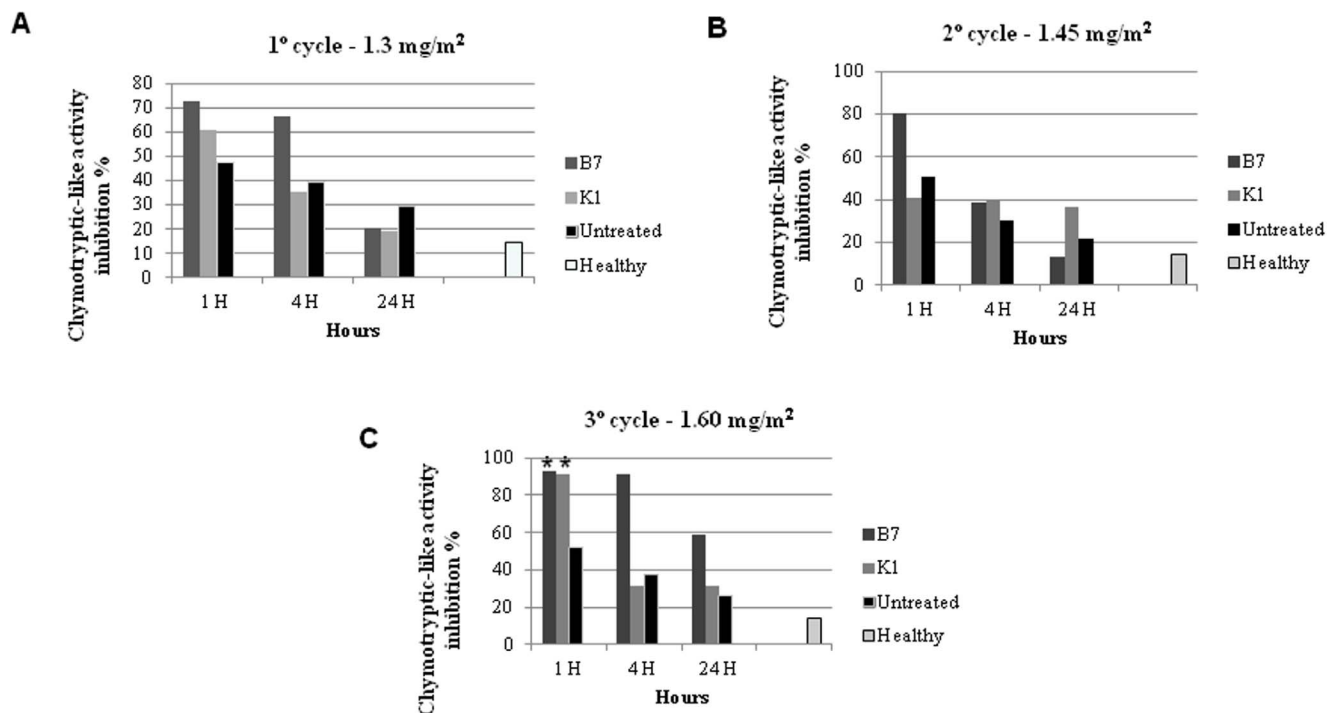 A
1º cycle - 1.3 mg/m²
Chymotryptic-like activity
inhibition %
80
70
60
50
40
30
20
10
0
1 H
4 H
24 H
Hours
B7
K1
Untreated
Healthy
B
2º cycle - 1.45 mg/m²
Chymotryptic-like activity
inhibition %
100
80
60
40
20
0
1 H
4 H
24 H
Hours
B7
K1
Untreated
Healthy
C
3º cycle - 1.60 mg/m²
Chymotryptic-like activity
inhibition %
100
80
60
40
20
0
* *
1 H
4 H
24 H
Hours
B7
K1
Untreated
Healthy